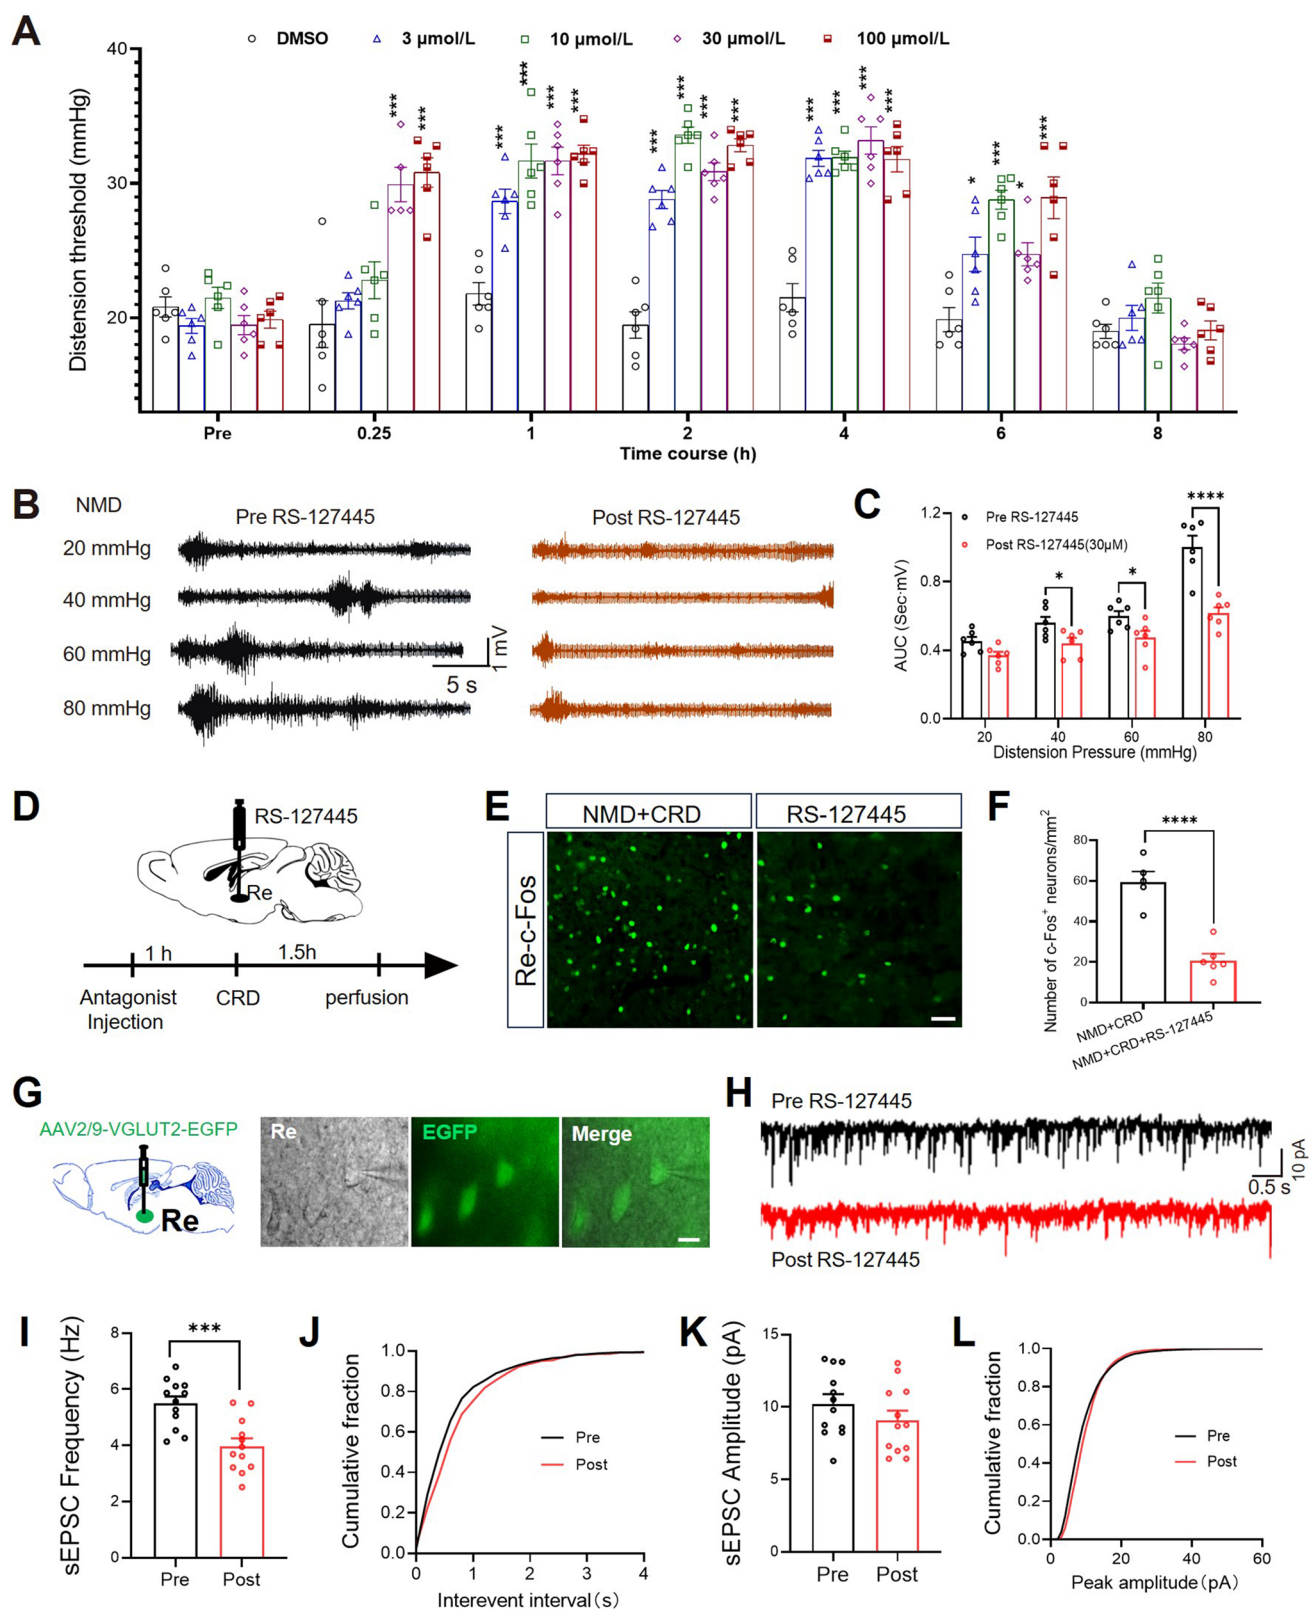 A
DMSO
3 μmol/L
10 μmol/L
30 μmol/L
100 μmol/L
Distension threshold (mmHg)
40
30
20
*** *** *** *** *** *** *** *** *** *** *** *** *** *** * *** * ***
Pre 0.25 1 2 4 6 8
Time course (h)
B
NMD
Pre RS-127445
Post RS-127445
20 mmHg
40 mmHg
60 mmHg
80 mmHg
1 mV
5 s
C
Pre RS-127445
Post RS-127445(30μM)
AUC (Sec·mV)
1.2
0.8
0.4
0.0
* * ****
20 40 60 80
Distension Pressure (mmHg)
D
RS-127445
Re
1 h
1.5h
Antagonist
Injection
CRD
perfusion
E
NMD+CRD
RS-127445
Re-c-Fos
F
Number of c-Fos⁺ neurons/mm²
80
60
40
20
0
****
NMD+CRD
NMD+CRD+RS-127445
G
AAV2/9-VGLUT2-EGFP
Re
Re
EGFP
Merge
H
Pre RS-127445
10 pA
0.5 s
Post RS-127445
I
sEPSC Frequency (Hz)
8
6
4
2
0
***
Pre Post
J
Cumulative fraction
1.0
0.8
0.6
0.4
0.2
0.0
Pre
Post
0 1 2 3 4
Interevent interval(s)
K
sEPSC Amplitude (pA)
15
10
5
0
Pre Post
L
Cumulative fraction
1.0
0.8
0.6
0.4
0.2
0.0
Pre
Post
0 20 40 60
Peak amplitude(pA)